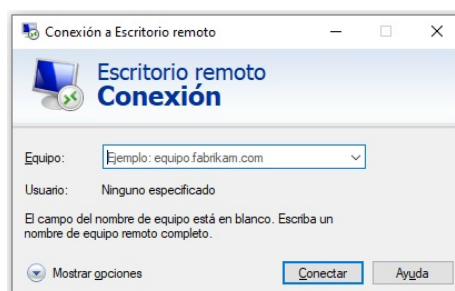 Conexión a Escritorio remoto
Escritorio remoto
Conexión
Equipo: Ejemplo: equipo.fabrikam.com
Usuario: Ninguno especificado
El campo del nombre de equipo está en blanco. Escriba un
nombre de equipo remoto completo.
Mostrar opciones Conectar Ayuda